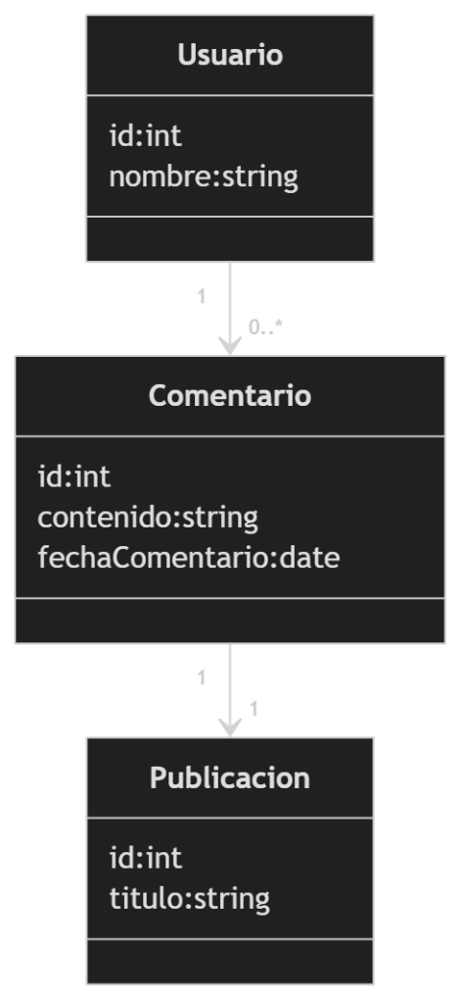 Usuario
id:int
nombre:string
1
0..*
Comentario
id:int
contenido:string
fechaComentario:date
1
1
Publicacion
id:int
titulo:string